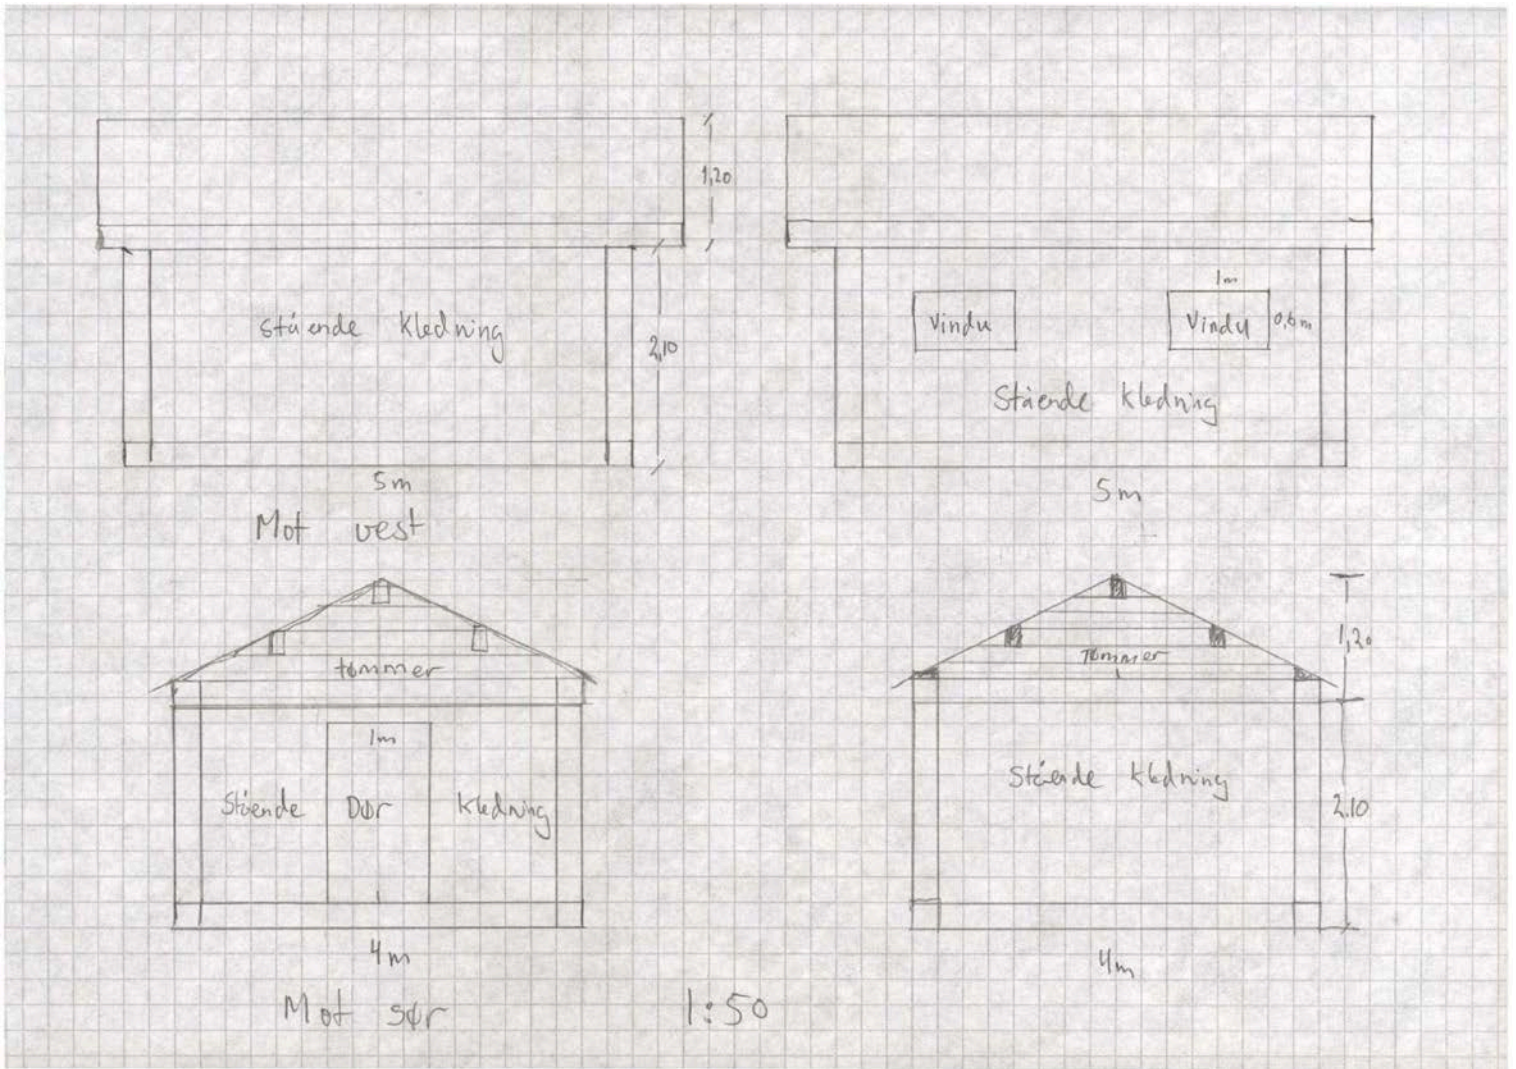 1,20
stående kledning
2,10
5m
Mot vest
1m
Vindu
Vindu
0,6m
Stående kledning
5m
tømmer
1m
Stående Dør kledning
4m
Mot sør
1:50
Tømmer
1,20
Stående kledning
2.10
4m